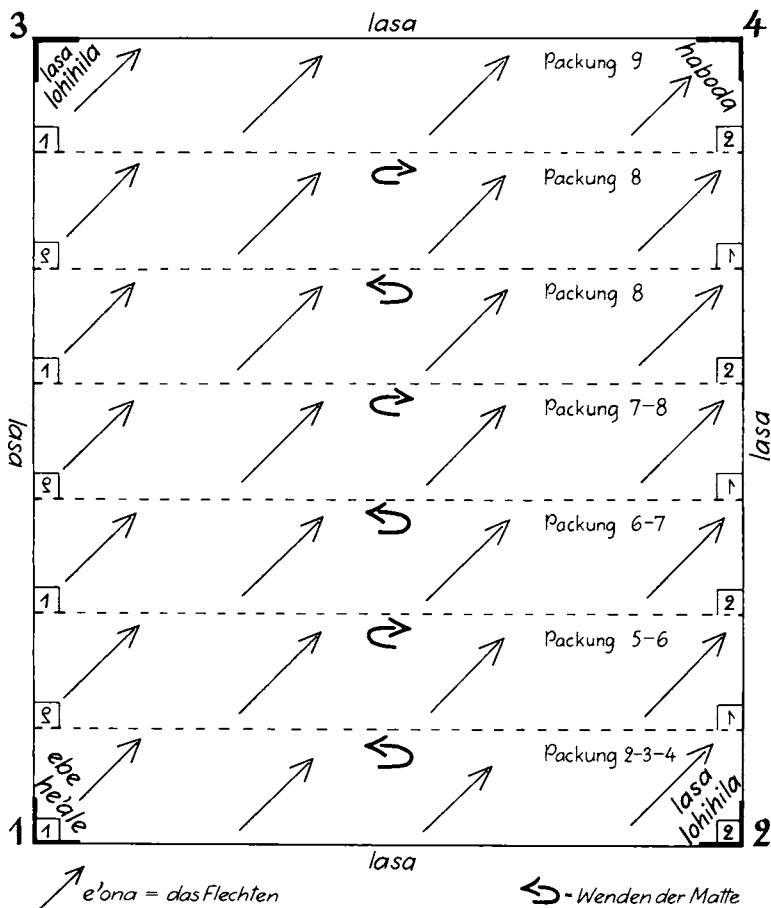 3 lasa 4
lasa lohihila
Packung 9
haboda
1 2
Packung 8
2 1
Packung 8
1 2
lasa
Packung 7-8
lasa
2 1
Packung 6-7
1 2
Packung 5-6
2 1
ebe he'ale
Packung 2-3-4
lasa lohihila
1 1 2 2
lasa
e'ona = das Flechten
- Wenden der Matte